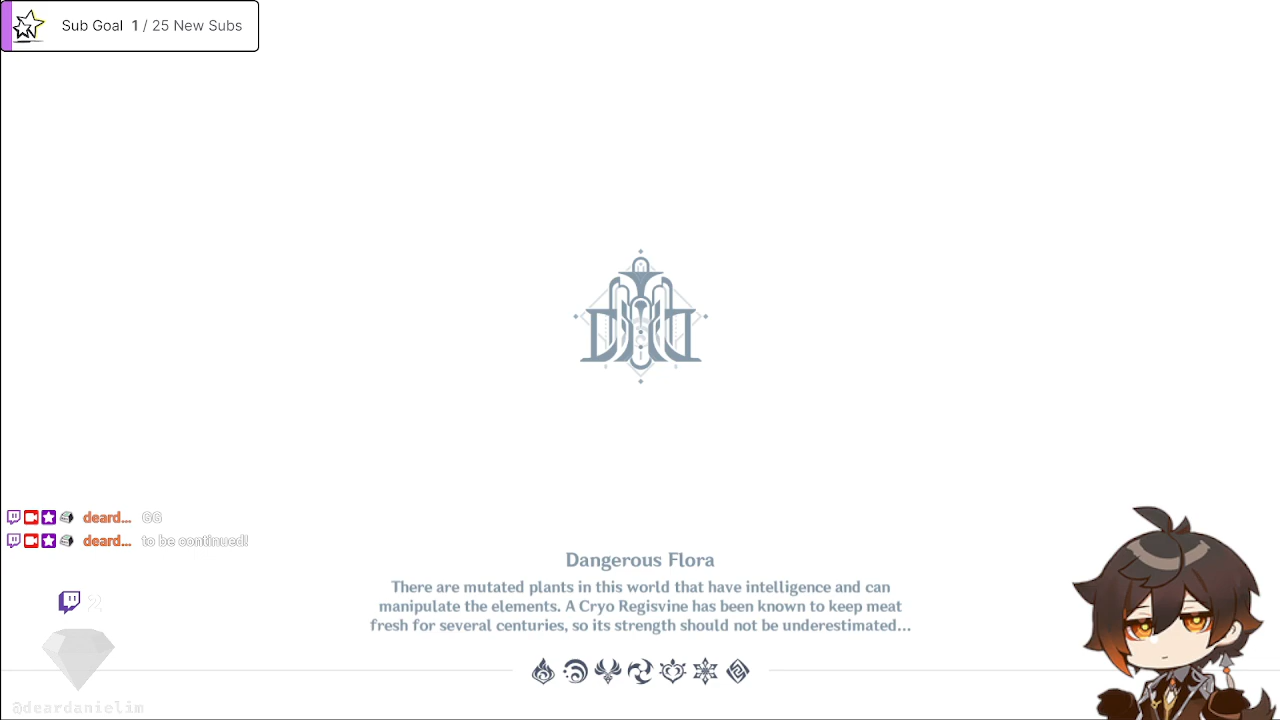 Sub Goal 1 / 25 New Subs
deard... GG
deard... to be continued!
Dangerous Flora
There are mutated plants in this world that have intelligence and can
manipulate the elements. A Cryo Regisvine has been known to keep meat
fresh for several centuries, so its strength should not be underestimated...
2
@deardanielim